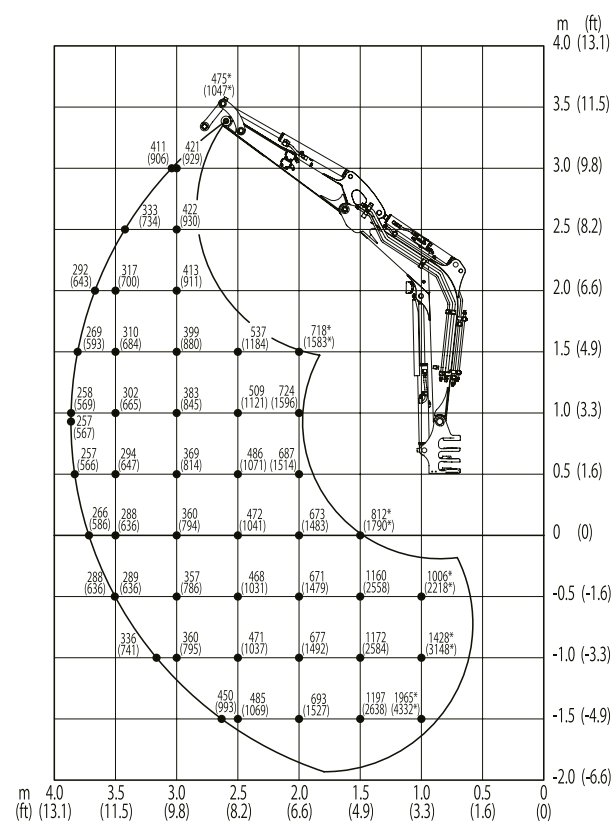 m (ft)
4.0 (13.1)
475*
(1047*)
3.5 (11.5)
411 421
(906) (929)
3.0 (9.8)
333 422
(734) (930)
2.5 (8.2)
292 317 413
(643) (700) (911)
2.0 (6.6)
269 310 399 537 718*
(593) (684) (880) (1184) (1583*)
1.5 (4.9)
258 302 383 509 724
(569) (665) (845) (1121) (1596)
1.0 (3.3)
257
(567)
257 294 369 486 687
(566) (647) (814) (1071) (1514)
0.5 (1.6)
266 288 360 472 673 812*
(586) (636) (794) (1041) (1483) (1790*)
0 (0)
288 289 357 468 671 1160 1006*
(636) (636) (786) (1031) (1479) (2558) (2218*)
-0.5 (-1.6)
336 360 471 677 1172 1428*
(741) (795) (1037) (1492) (2584) (3148*)
-1.0 (-3.3)
450 485 693 1197 1965*
(993) (1069) (1527) (2638) (4332*)
-1.5 (-4.9)
-2.0 (-6.6)
m 4.0 3.5 3.0 2.5 2.0 1.5 1.0 0.5 0
(ft) (13.1) (11.5) (9.8) (8.2) (6.6) (4.9) (3.3) (1.6) (0)